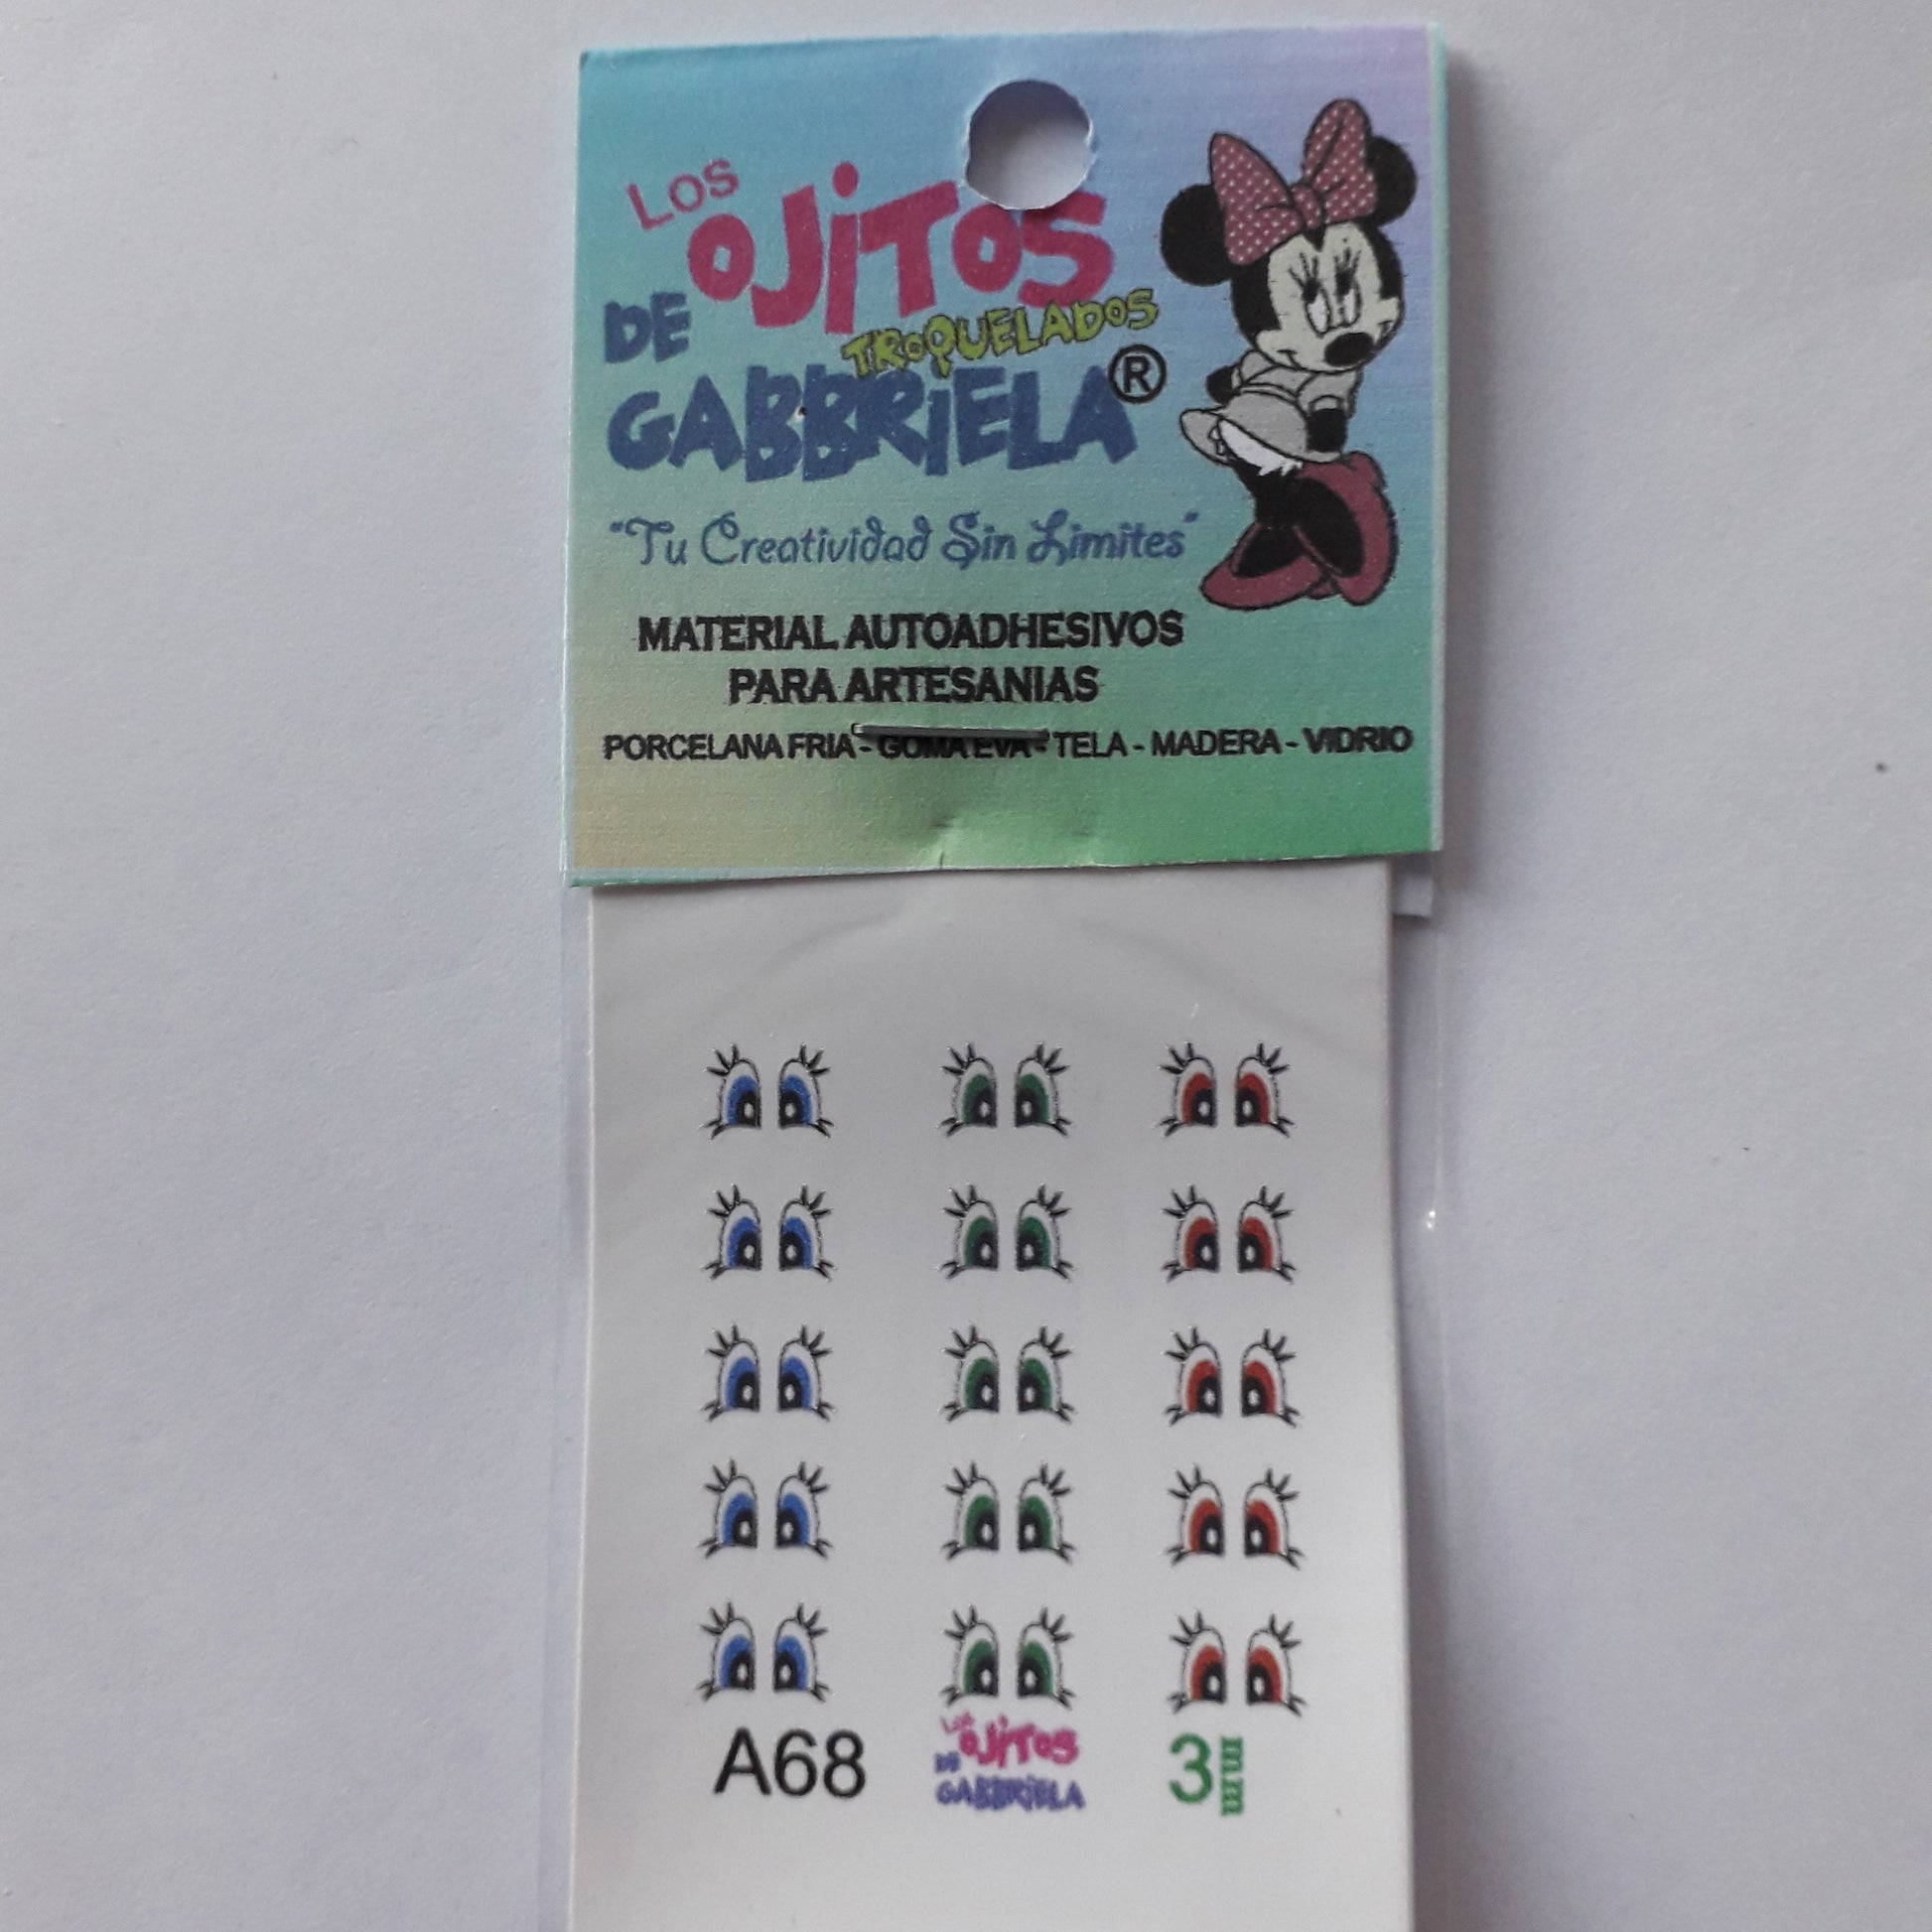 LOS
OJiTOS
DE
TROQUELADOS
GABBRiELA®
"Tu Creatividad Sin Limites"
MATERIAL AUTOADHESIVOS
PARA ARTESANIAS
PORCELANA FRIA - GOMA EVA - TELA - MADERA - VIDRIO
A68
LOS
OJiTOS
DE
GABBRiELA
3mm